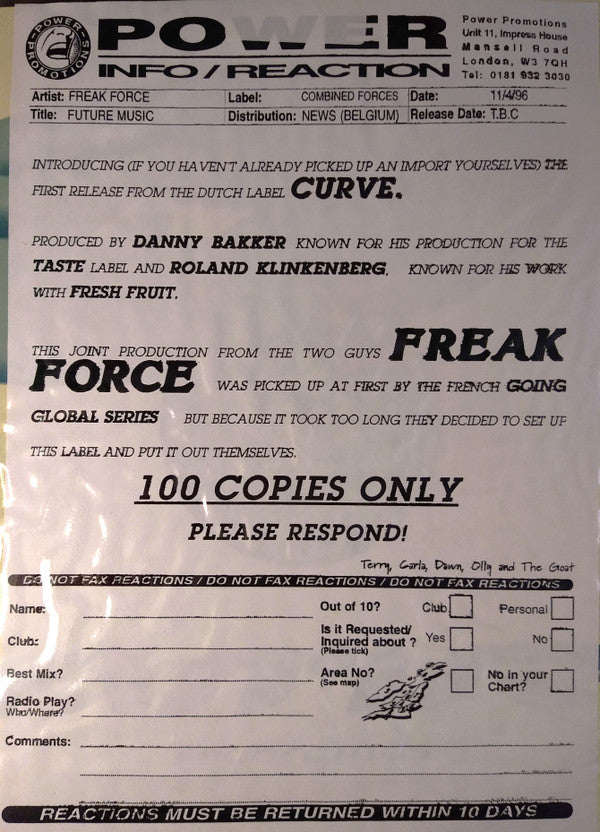 POWER PROMOTIONS
POWER
INFO/REACTION
Power Promotions
Unit 11, Impress House
Mansell Road
London, W3 7QH
Tel: 0181 932 3030
Artist: FREAK FORCE Label: COMBINED FORCES Date: 11/4/96
Title: FUTURE MUSIC Distribution: NEWS (BELGIUM) Release Date: T.B.C
INTRODUCING (IF YOU HAVEN'T ALREADY PICKED UP AN IMPORT YOURSELVES) THE
FIRST RELEASE FROM THE DUTCH LABEL CURVE.
PRODUCED BY DANNY BAKKER KNOWN FOR HIS PRODUCTION FOR THE
TASTE LABEL AND ROLAND KLINKENBERG, KNOWN FOR HIS WORK
WITH FRESH FRUIT.
THIS JOINT PRODUCTION FROM THE TWO GUYS FREAK
FORCE WAS PICKED UP AT FIRST BY THE FRENCH GOING
GLOBAL SERIES BUT BECAUSE IT TOOK TOO LONG THEY DECIDED TO SET UP
THIS LABEL AND PUT IT OUT THEMSELVES.
100 COPIES ONLY
PLEASE RESPOND!
Terry, Carla, Dawn, Olly and The Goat
DO NOT FAX REACTIONS / DO NOT FAX REACTIONS / DO NOT FAX REACTIONS
Name: Out of 10? Club Personal
Club: Is it Requested/ Inquired about ? (Please tick) Yes No
Best Mix? Area No? (See map) No in your Chart?
Radio Play?
Who/Where?
Comments:
REACTIONS MUST BE RETURNED WITHIN 10 DAYS